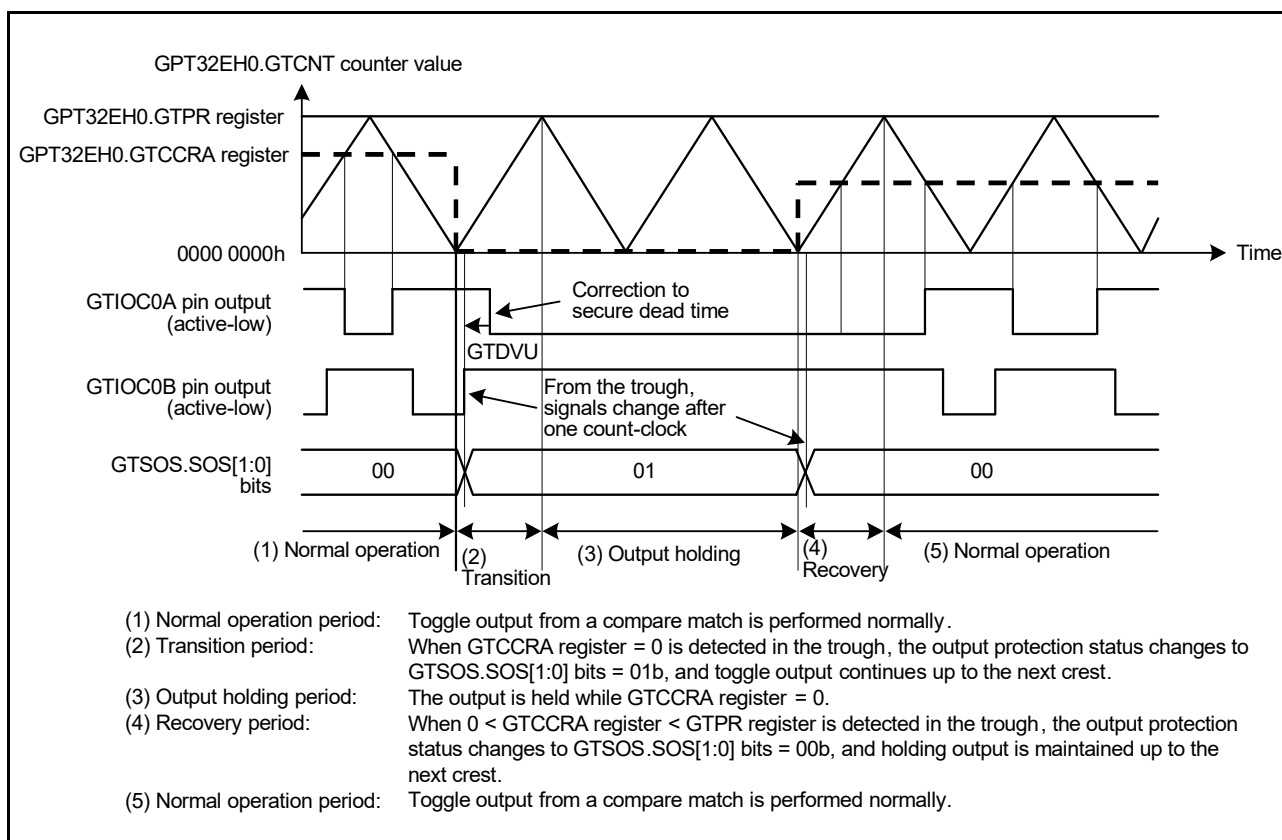 GPT32EH0.GTCNT counter value
GPT32EH0.GTPR register
GPT32EH0.GTCCRA register
0000 0000h
Time
GTIOC0A pin output
(active-low)
Correction to
secure dead time
GTDVU
GTIOC0B pin output
(active-low)
From the trough,
signals change after
one count-clock
GTSOS.SOS[1:0]
bits
00
01
00
(1) Normal operation
(2)
Transition
(3) Output holding
(4)
Recovery
(5) Normal operation
(1) Normal operation period: Toggle output from a compare match is performed normally.
(2) Transition period: When GTCCRA register = 0 is detected in the trough, the output protection status changes to
GTSOS.SOS[1:0] bits = 01b, and toggle output continues up to the next crest.
(3) Output holding period: The output is held while GTCCRA register = 0.
(4) Recovery period: When 0 < GTCCRA register < GTPR register is detected in the trough, the output protection
status changes to GTSOS.SOS[1:0] bits = 00b, and holding output is maintained up to the
next crest.
(5) Normal operation period: Toggle output from a compare match is performed normally.